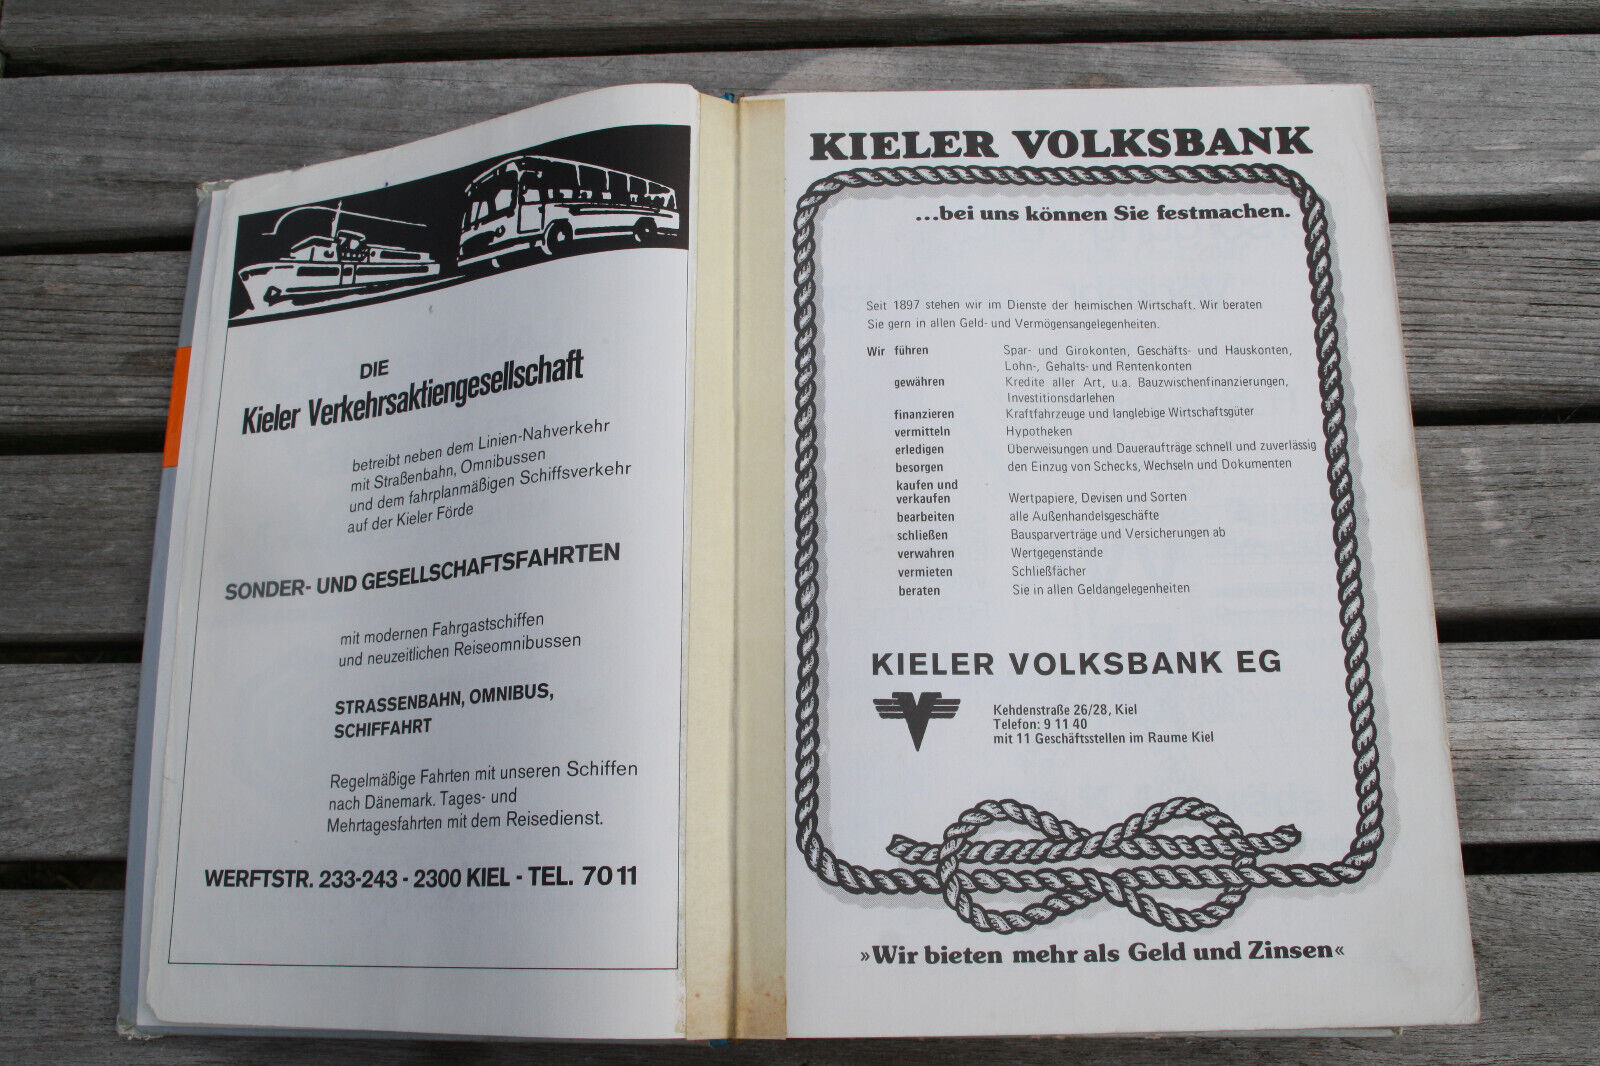 DIE
Kieler Verkehrsaktiengesellschaft
betreibt neben dem Linien-Nahverkehr
mit Straßenbahn, Omnibussen
und dem fahrplanmäßigen Schiffsverkehr
auf der Kieler Förde
SONDER- UND GESELLSCHAFTSFAHRTEN
mit modernen Fahrgastschiffen
und neuzeitlichen Reiseomnibussen
STRASSENBAHN, OMNIBUS,
SCHIFFAHRT
Regelmäßige Fahrten mit unseren Schiffen
nach Dänemark. Tages- und
Mehrtagesfahrten mit dem Reisedienst.
WERFTSTR. 233-243 - 2300 KIEL - TEL. 70 11
KIELER VOLKSBANK
...bei uns können Sie festmachen.
Seit 1897 stehen wir im Dienste der heimischen Wirtschaft. Wir beraten
Sie gern in allen Geld- und Vermögensangelegenheiten.
Wir führen Spar- und Girokonten, Geschäfts- und Hauskonten,
Lohn-, Gehalts- und Rentenkonten
gewähren Kredite aller Art, u.a. Bauzwischenfinanzierungen,
Investitionsdarlehen
finanzieren Kraftfahrzeuge und langlebige Wirtschaftsgüter
vermitteln Hypotheken
erledigen Überweisungen und Daueraufträge schnell und zuverlässig
besorgen den Einzug von Schecks, Wechseln und Dokumenten
kaufen und
verkaufen Wertpapiere, Devisen und Sorten
bearbeiten alle Außenhandelsgeschäfte
schließen Bausparverträge und Versicherungen ab
verwahren Wertgegenstände
vermieten Schließfächer
beraten Sie in allen Geldangelegenheiten
KIELER VOLKSBANK EG
Kehdenstraße 26/28, Kiel
Telefon: 9 11 40
mit 11 Geschäftsstellen im Raume Kiel
»Wir bieten mehr als Geld und Zinsen«